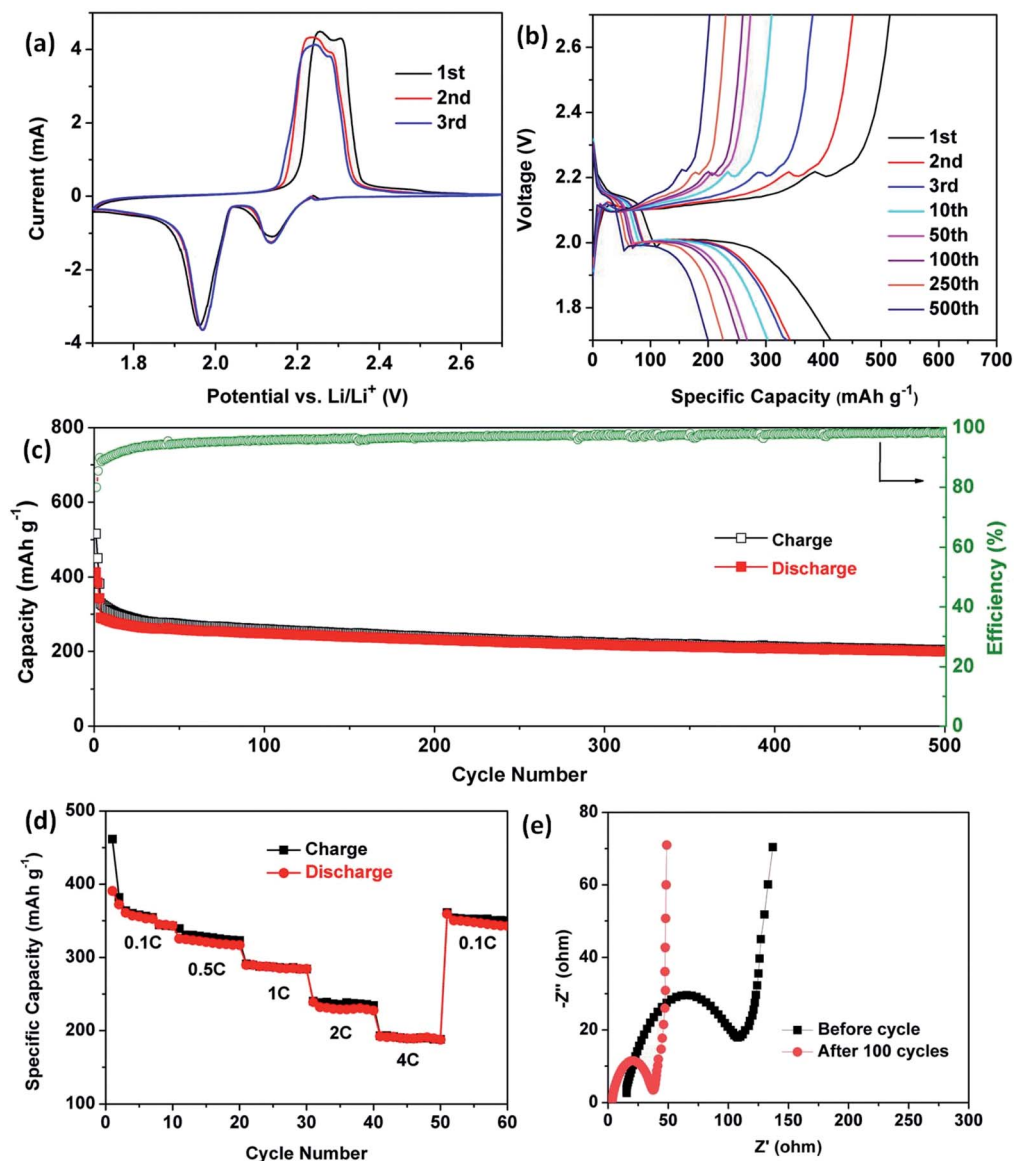 (a)
4
2
0
-2
-4
Current (mA)
1st
2nd
3rd
1.8
2.0
2.2
2.4
2.6
Potential vs. Li/Li⁺ (V)
(b)
2.6
2.4
2.2
2.0
1.8
Voltage (V)
1st
2nd
3rd
10th
50th
100th
250th
500th
0
100
200
300
400
500
600
700
Specific Capacity (mAh g⁻¹)
(c)
800
600
400
200
0
Capacity (mAh g⁻¹)
Charge
Discharge
100
80
60
40
20
0
Efficiency (%)
0
100
200
300
400
500
Cycle Number
(d)
500
400
300
200
100
Specific Capacity (mAh g⁻¹)
Charge
Discharge
0.1C
0.5C
1C
2C
4C
0.1C
0
10
20
30
40
50
60
Cycle Number
(e)
80
60
40
20
0
-Z'' (ohm)
Before cycle
After 100 cycles
0
50
100
150
200
250
300
Z' (ohm)